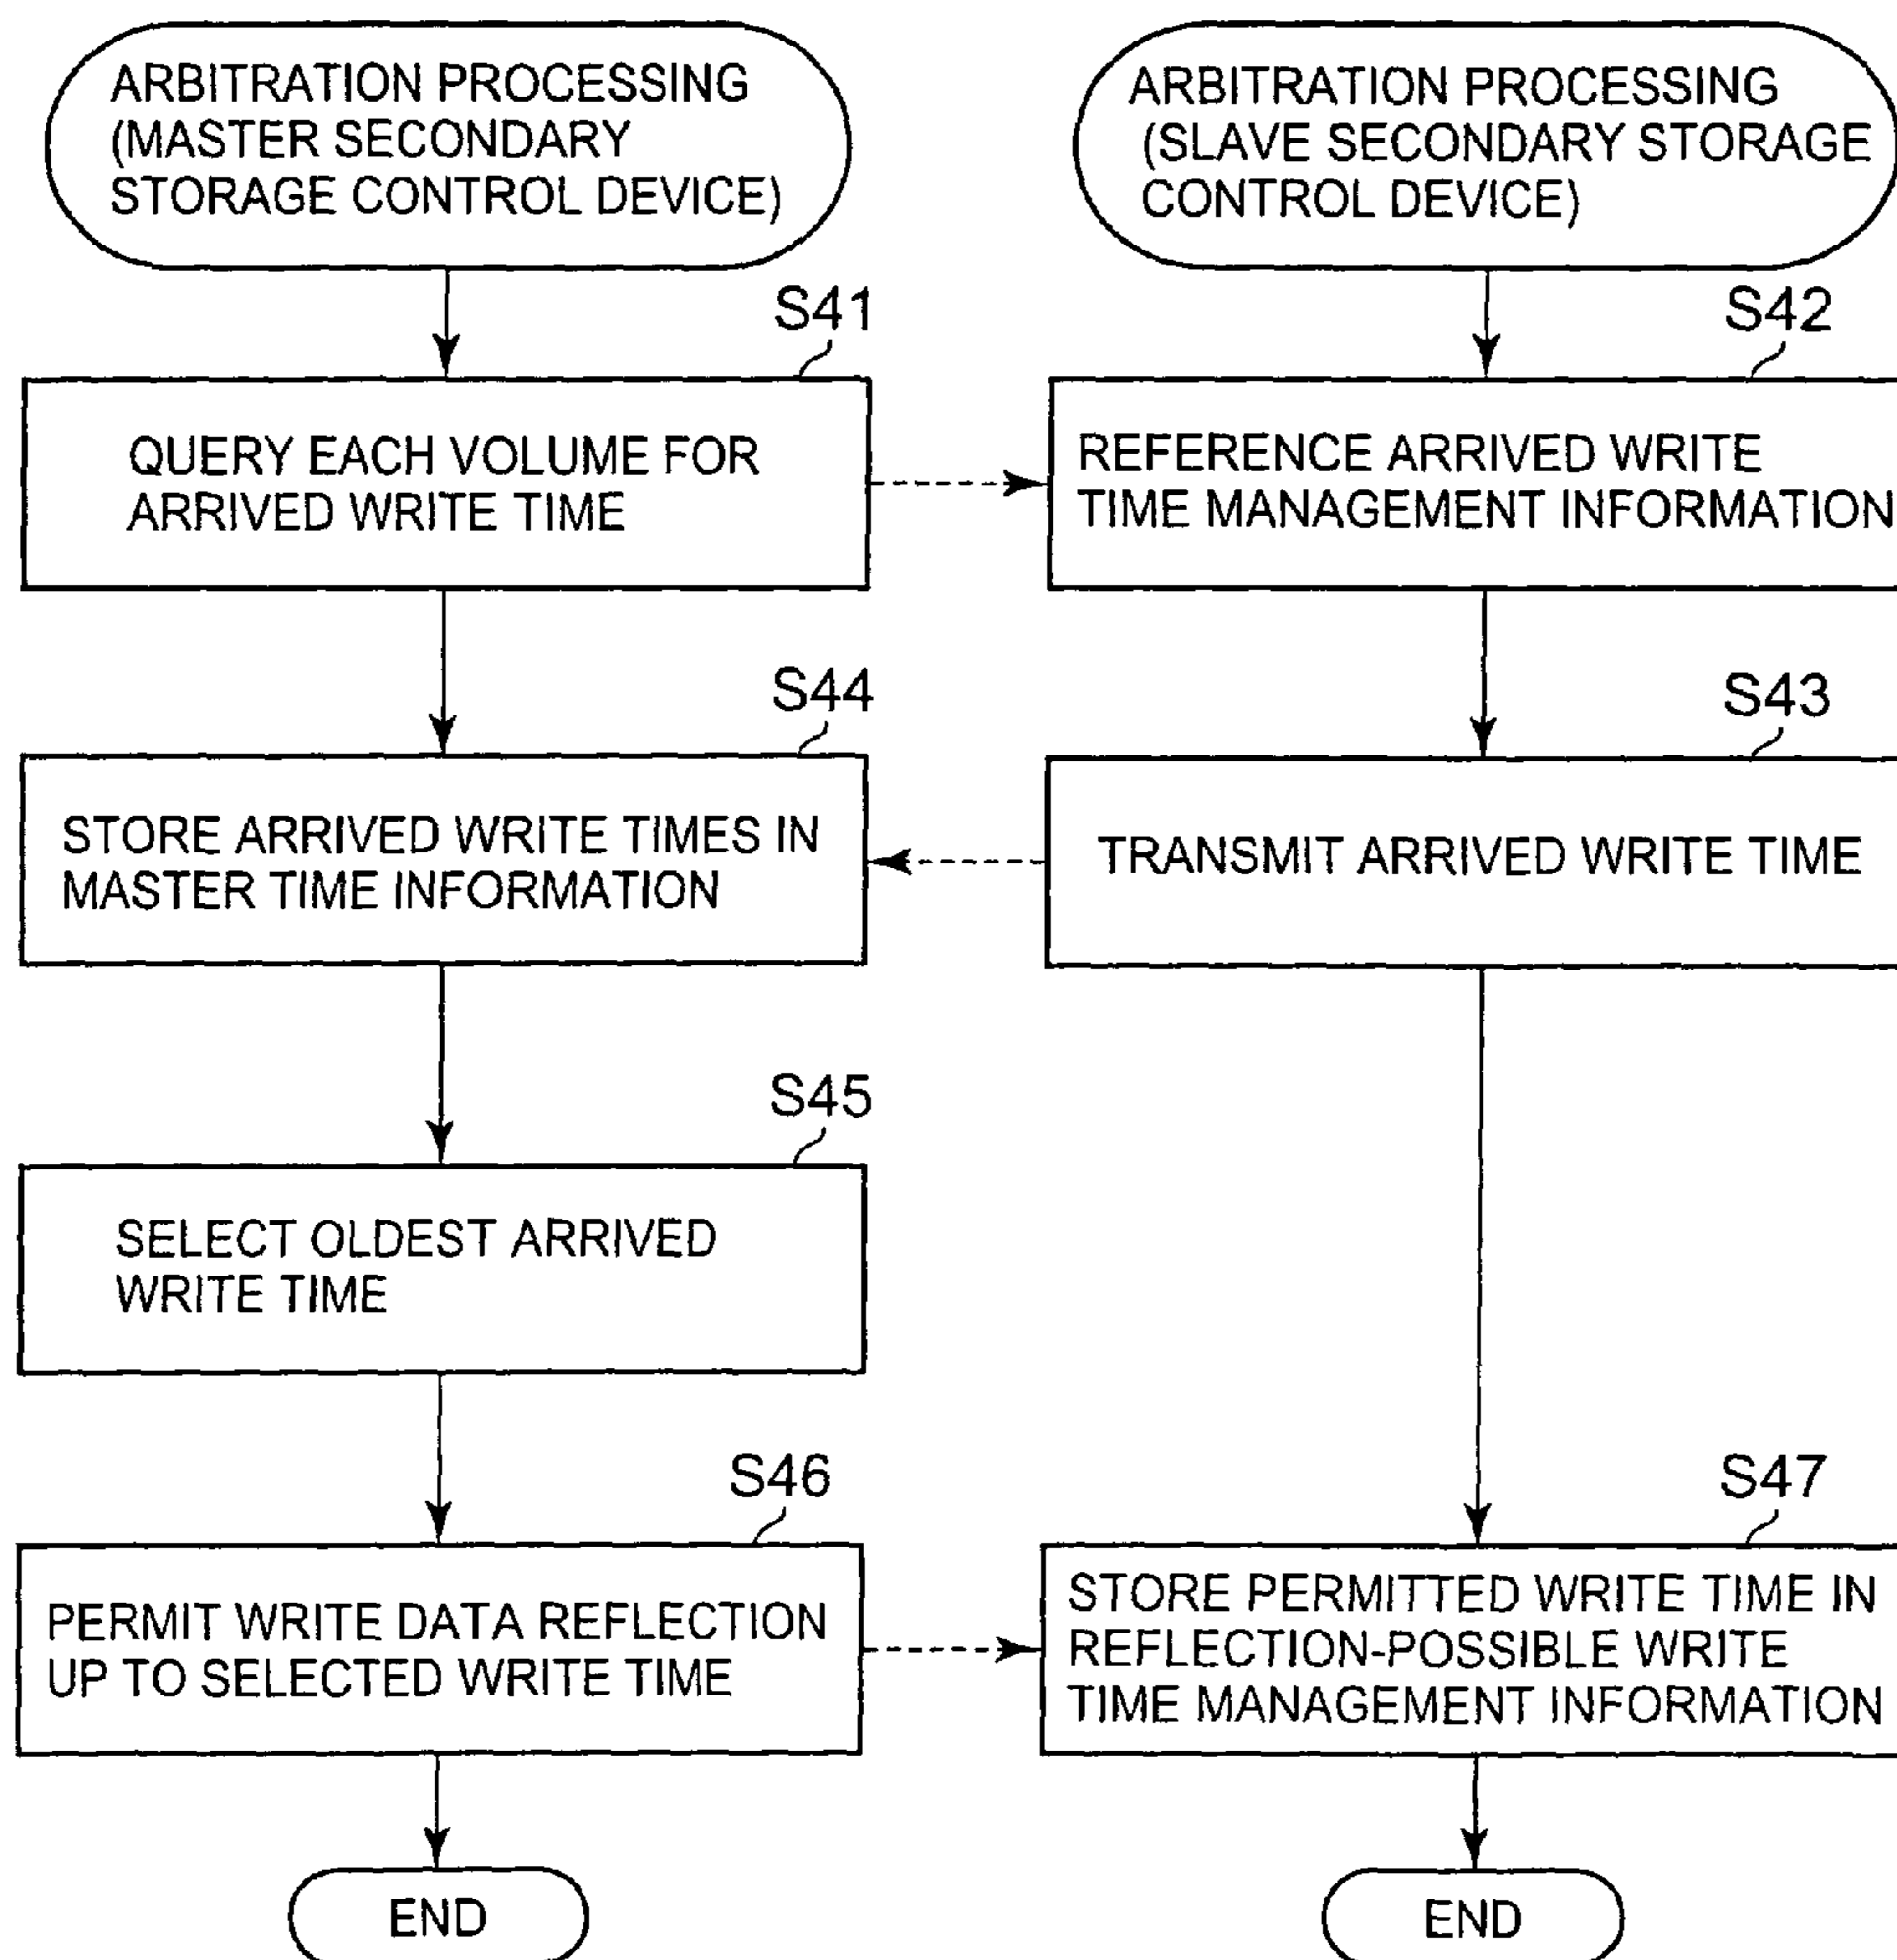 ARBITRATION PROCESSING
(MASTER SECONDARY
STORAGE CONTROL DEVICE)
ARBITRATION PROCESSING
(SLAVE SECONDARY STORAGE
CONTROL DEVICE)
S41
QUERY EACH VOLUME FOR
ARRIVED WRITE TIME
S42
REFERENCE ARRIVED WRITE
TIME MANAGEMENT INFORMATION
S44
STORE ARRIVED WRITE TIMES IN
MASTER TIME INFORMATION
S43
TRANSMIT ARRIVED WRITE TIME
S45
SELECT OLDEST ARRIVED
WRITE TIME
S46
PERMIT WRITE DATA REFLECTION
UP TO SELECTED WRITE TIME
S47
STORE PERMITTED WRITE TIME IN
REFLECTION-POSSIBLE WRITE
TIME MANAGEMENT INFORMATION
END
END